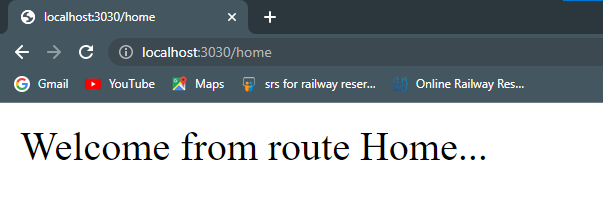 localhost:3030/home
localhost:3030/home
Gmail YouTube Maps srs for railway reser... Online Railway Res...
Welcome from route Home...